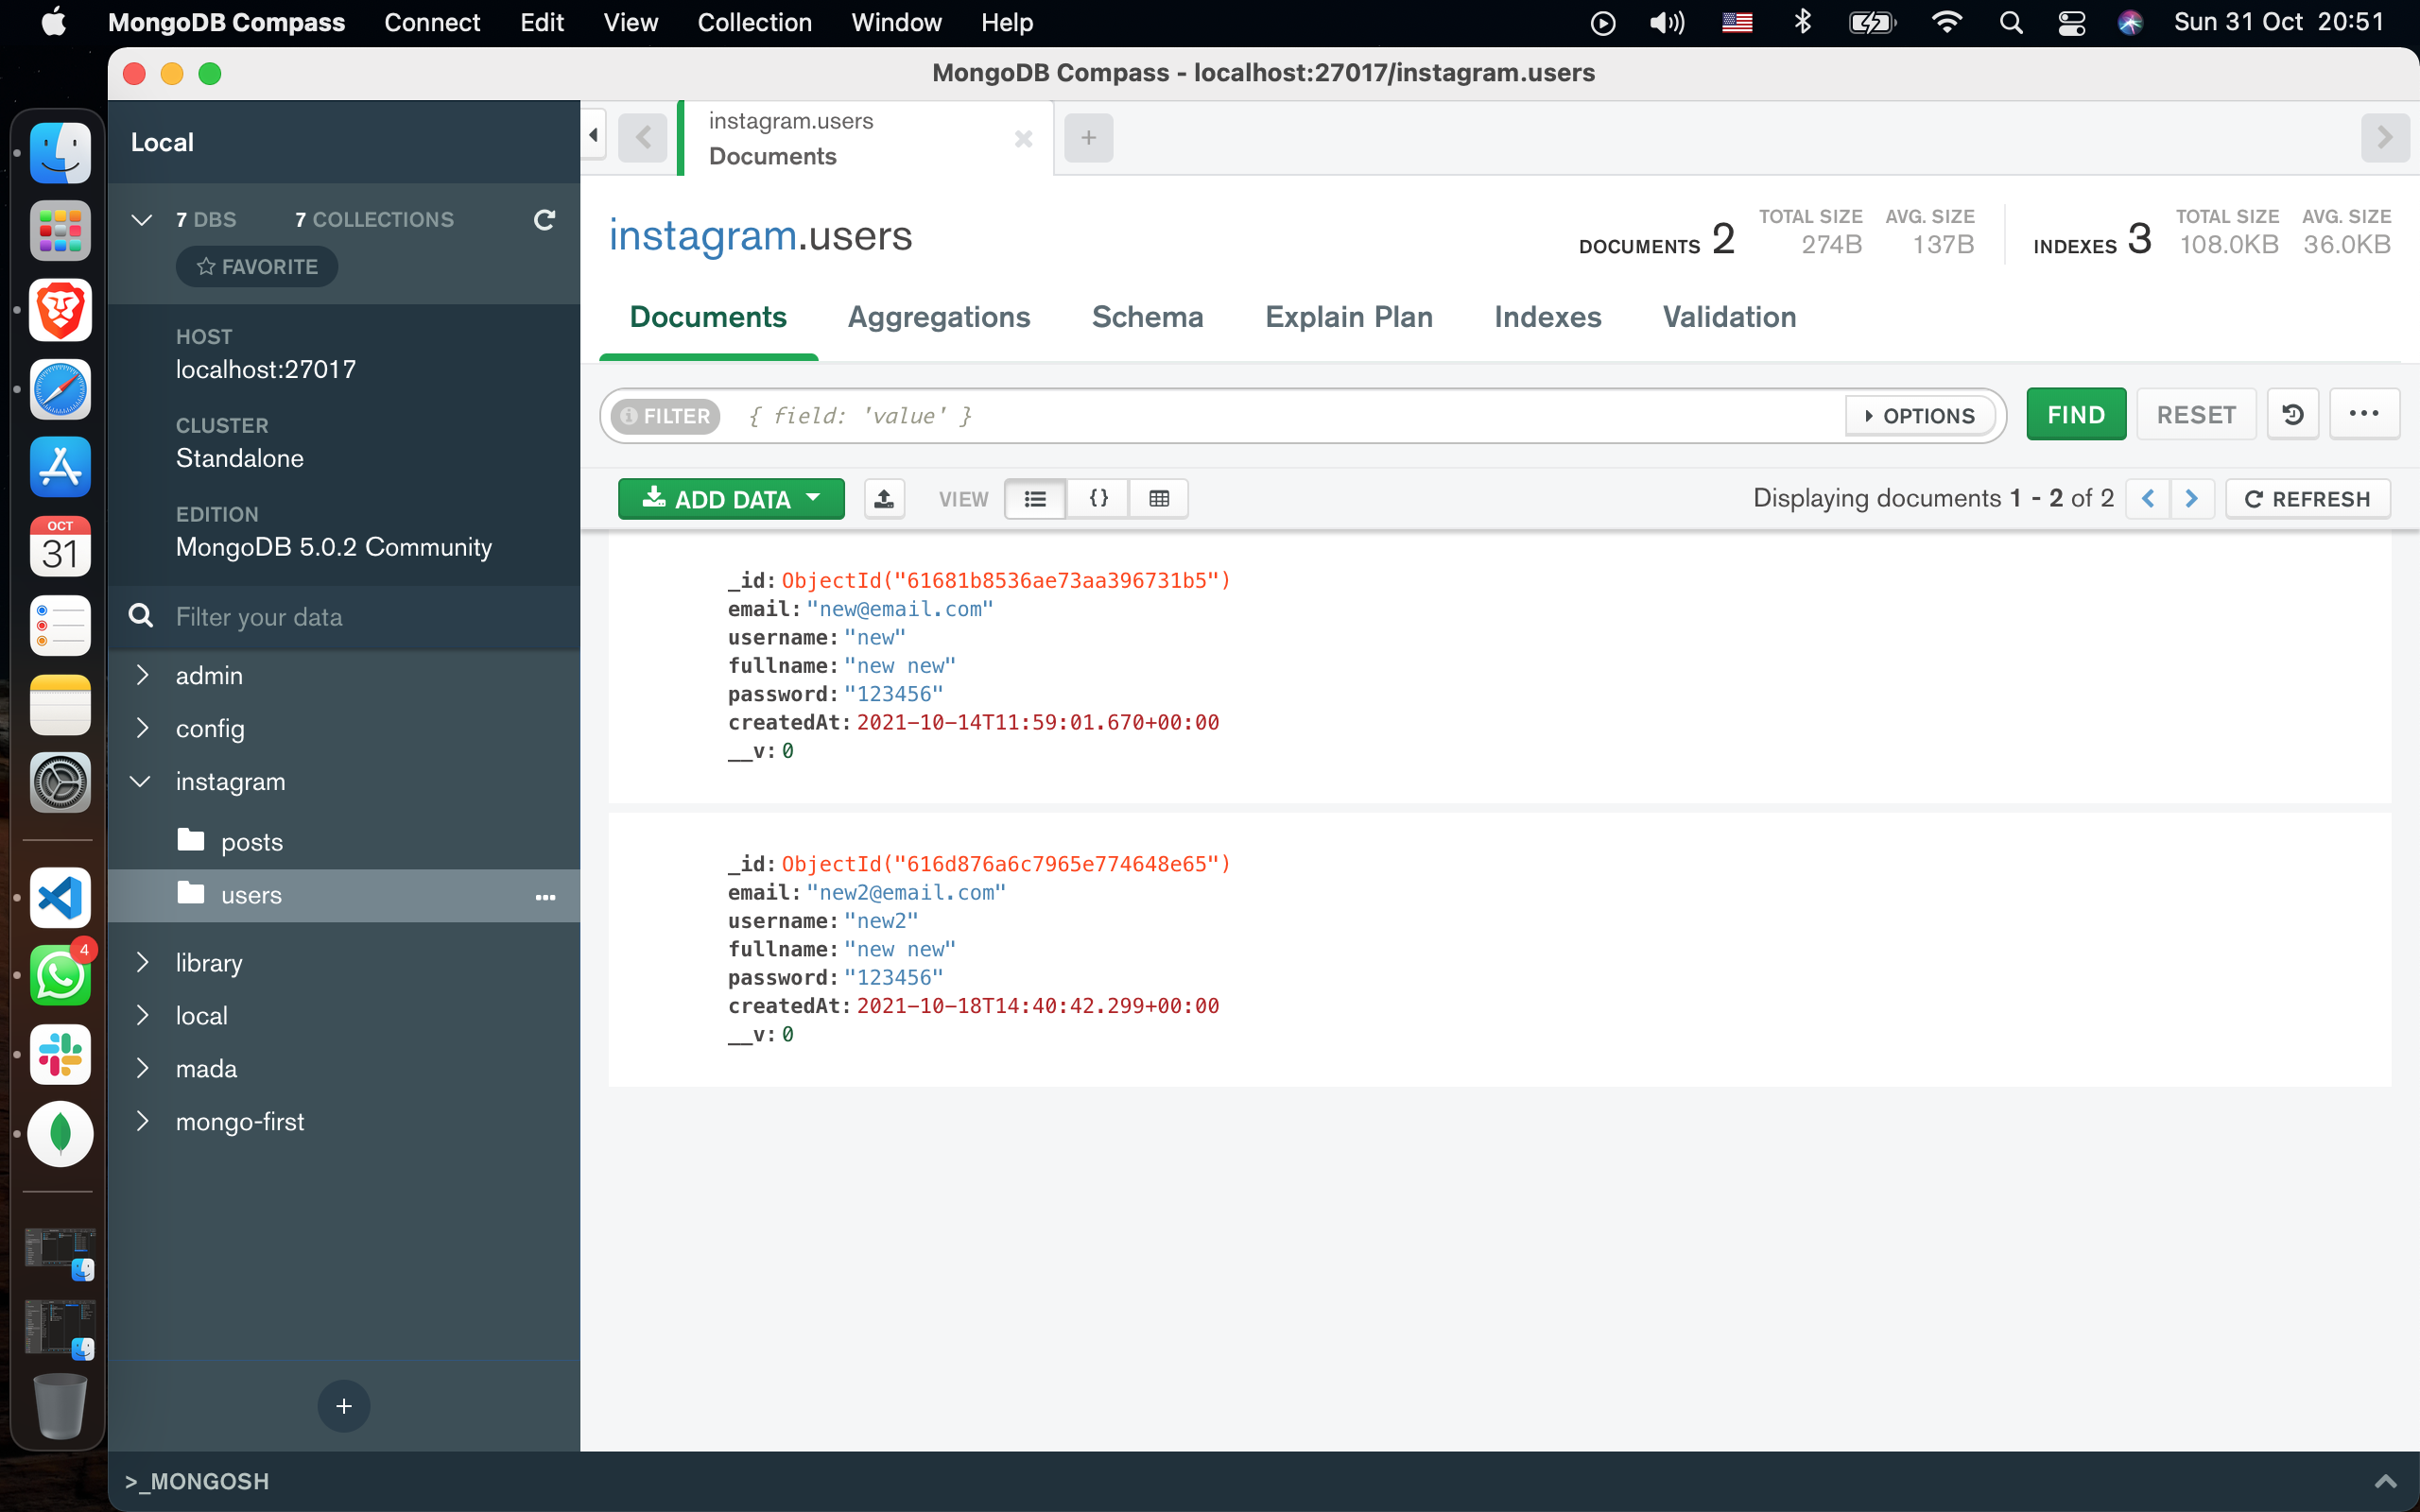 MongoDB Compass Connect Edit View Collection Window Help Sun 31 Oct 20:51
MongoDB Compass - localhost:27017/instagram.users
Local
7 DBS 7 COLLECTIONS
FAVORITE
HOST
localhost:27017
CLUSTER
Standalone
EDITION
MongoDB 5.0.2 Community
Filter your data
admin
config
instagram
posts
users
library
local
mada
mongo-first
instagram.users
Documents
instagram.users
DOCUMENTS 2 TOTAL SIZE 274B AVG. SIZE 137B INDEXES 3 TOTAL SIZE 108.0KB AVG. SIZE 36.0KB
Documents Aggregations Schema Explain Plan Indexes Validation
FILTER { field: 'value' } OPTIONS FIND RESET
ADD DATA VIEW {} Displaying documents 1 - 2 of 2 REFRESH
_id: ObjectId("61681b8536ae73aa396731b5")
email: "new@email.com"
username: "new"
fullname: "new new"
password: "123456"
createdAt: 2021-10-14T11:59:01.670+00:00
__v: 0
_id: ObjectId("616d876a6c7965e774648e65")
email: "new2@email.com"
username: "new2"
fullname: "new new"
password: "123456"
createdAt: 2021-10-18T14:40:42.299+00:00
__v: 0
>_MONGOSH
OCT
31
4